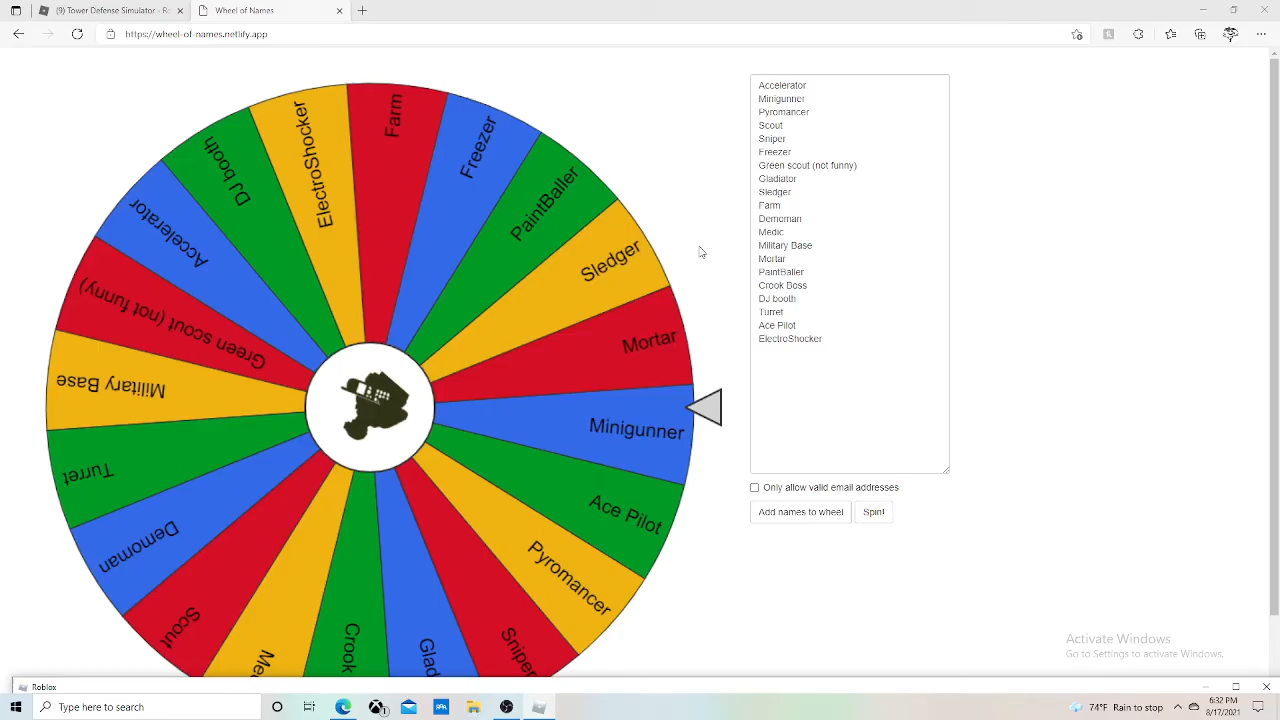 (9) Tower Defense Simulator - Ro
Wheel of Names
https://wheel-of-names.netlify.app
Farm
Freezer
PaintBaller
Sledger
Mortar
Minigunner
Ace Pilot
Pyromancer
Sniper
Glad
Crook
Me
Scout
Demoman
Turret
Military Base
Green scout (not funny)
Accelerator
DJ booth
ElectroShocker
Accelerator
Minigunner
Pyromancer
Scout
Sniper
Freezer
Green scout (not funny)
Gladiator
Sledger
Farm
Demoman
Medic
Military Base
Mortar
PaintBaller
Crook Boss
DJ booth
Turret
Ace Pilot
ElectroShocker
Only allow valid email addresses
Add names to wheel
Spin!
Activate Windows
Go to Settings to activate Windows.
Roblox
Type here to search
74°F Rain to stop
6:32 PM
8/17/2021